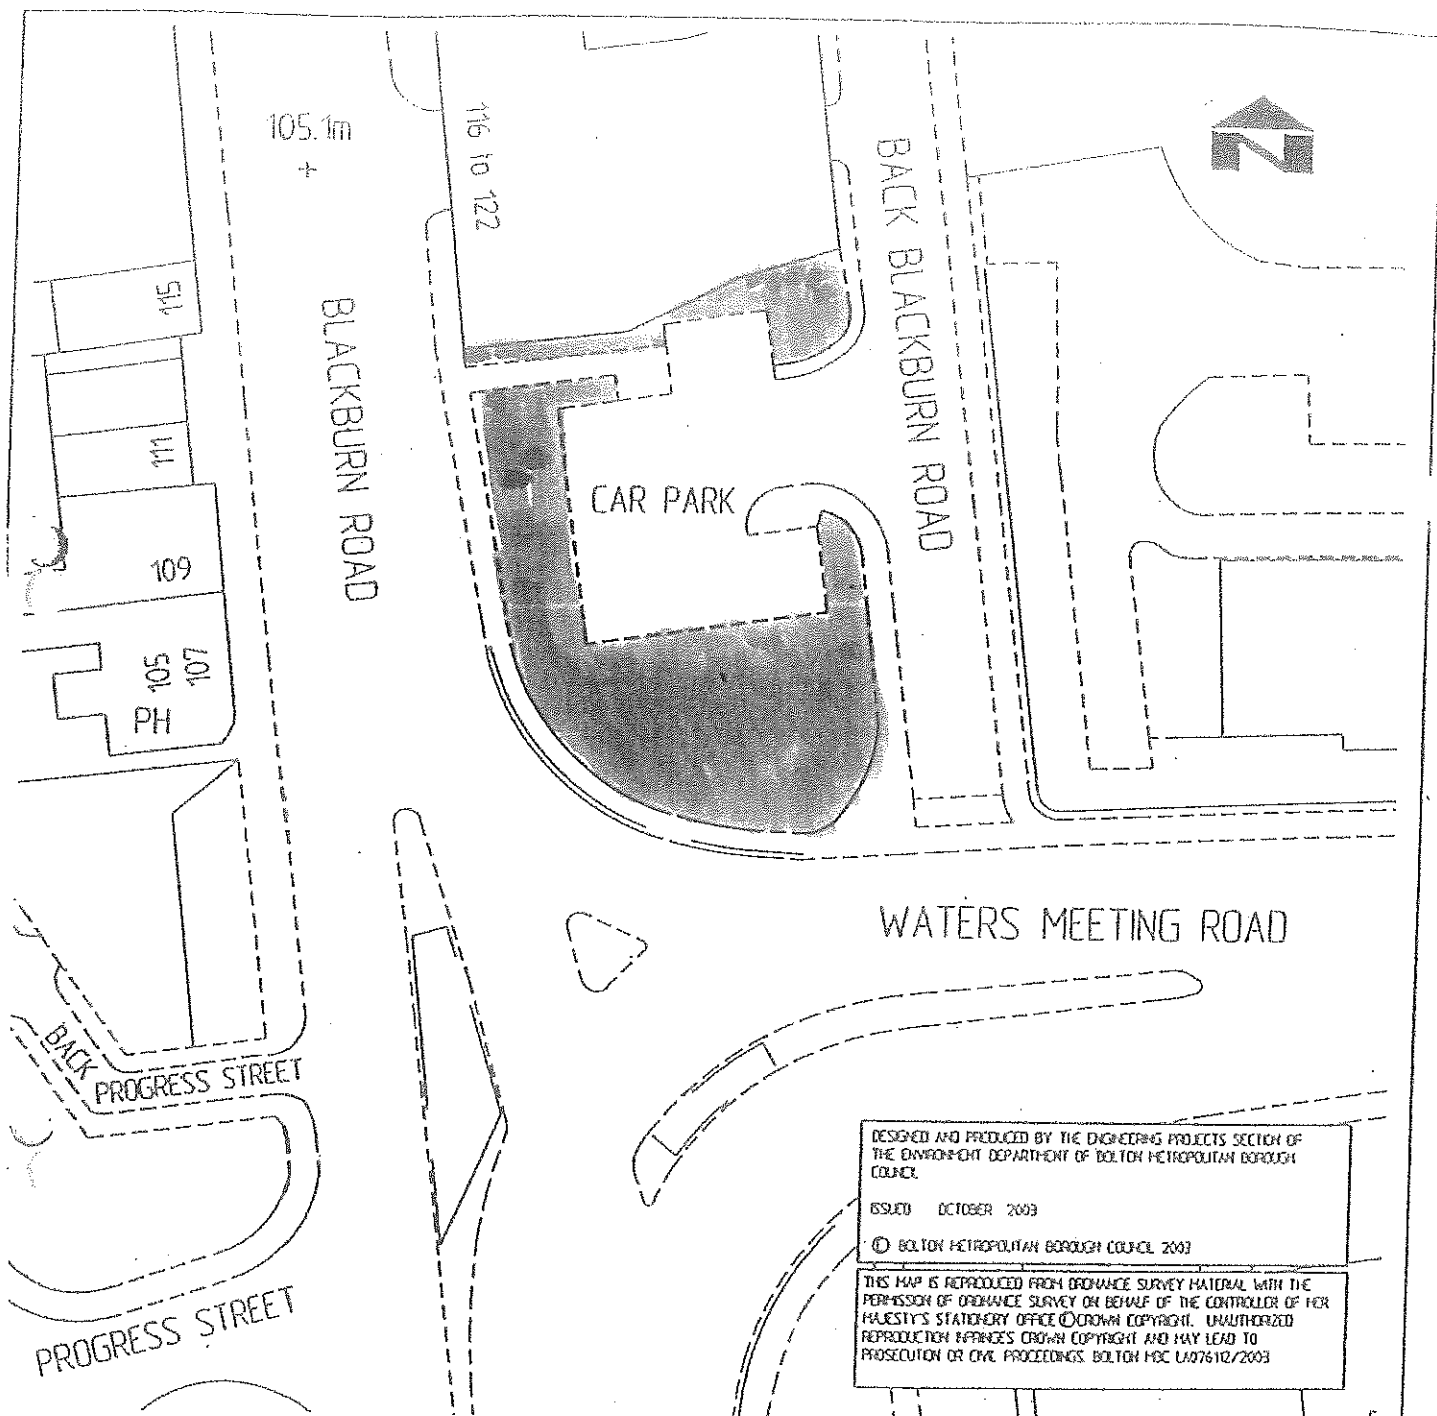 105.1m
116 to 122
N
BACK BLACKBURN ROAD
115
BLACKBURN ROAD
111
CAR PARK
109
105
107
PH
WATERS MEETING ROAD
BACK
PROGRESS STREET
PROGRESS STREET
DESIGNED AND PRODUCED BY THE ENGINEERING PROJECTS SECTION OF
THE ENVIRONMENT DEPARTMENT OF BOLTON METROPOLITAN BOROUGH
COUNCIL
ISSUED OCTOBER 2003
© BOLTON METROPOLITAN BOROUGH COUNCIL 2003
THIS MAP IS REPRODUCED FROM ORDNANCE SURVEY MATERIAL WITH THE
PERMISSION OF ORDNANCE SURVEY ON BEHALF OF THE CONTROLLER OF HER
MAJESTY'S STATIONERY OFFICE © CROWN COPYRIGHT. UNAUTHORIZED
REPRODUCTION INFRINGES CROWN COPYRIGHT AND MAY LEAD TO
PROSECUTION OR CIVIL PROCEEDINGS. BOLTON MBC LA076112/2003